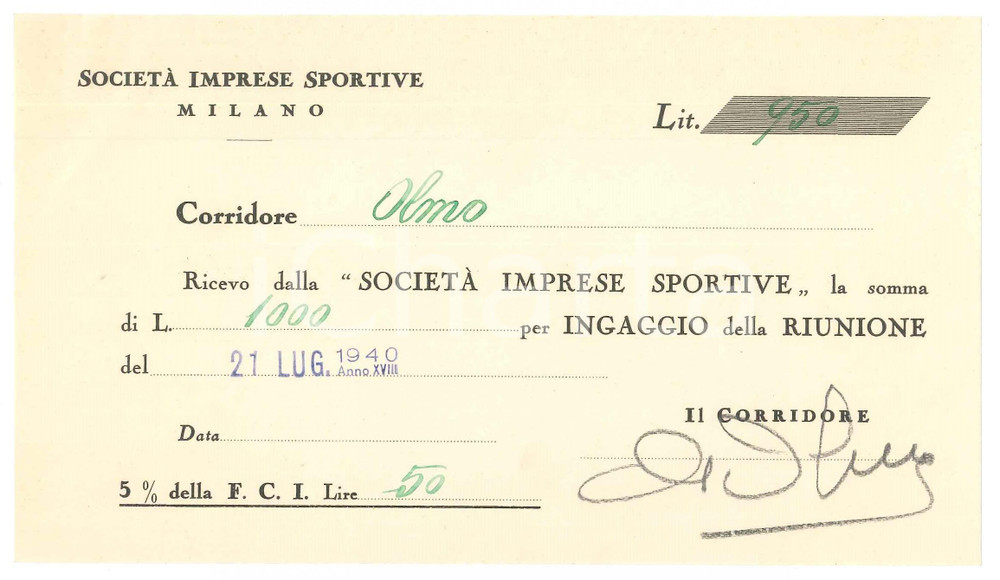 SOCIETÀ IMPRESE SPORTIVE
MILANO
Lit. 950
Corridore Olmo
Ricevo dalla “SOCIETÀ IMPRESE SPORTIVE„ la somma
di L. 1000 per INGAGGIO della RIUNIONE
del 21 LUG. 1940 Anno XVIII
Il CORRIDORE
Data
Olmo
5 % della F. C. I. Lire 50